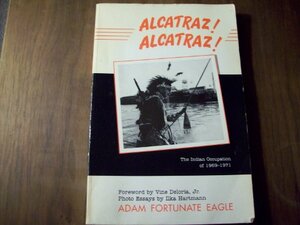 ALCATRAZ!
ALCATRAZ!
The Indian Occupation
of 1969-1971
Foreword by Vine Deloria, Jr.
Photo Essays by Ilka Hartmann
ADAM FORTUNATE EAGLE